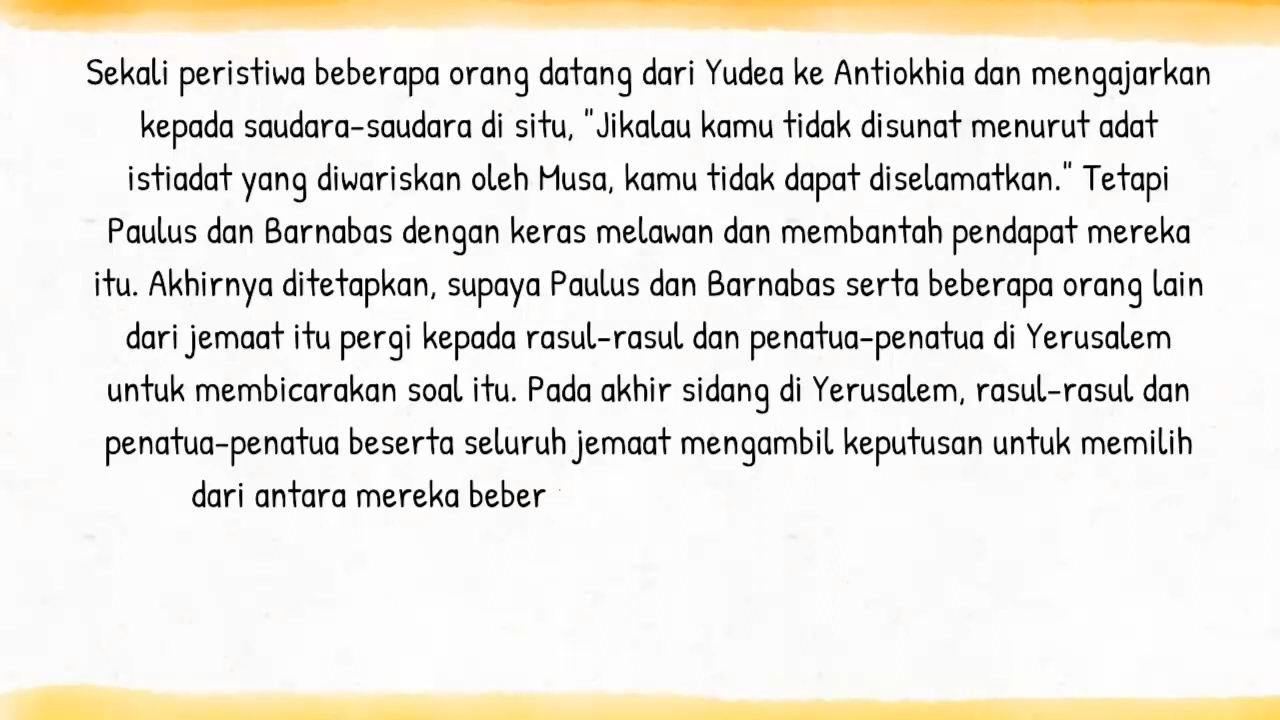 Sekali peristiwa beberapa orang datang dari Yudea ke Antiokhia dan mengajarkan
kepada saudara-saudara di situ, "Jikalau kamu tidak disunat menurut adat
istiadat yang diwariskan oleh Musa, kamu tidak dapat diselamatkan." Tetapi
Paulus dan Barnabas dengan keras melawan dan membantah pendapat mereka
itu. Akhirnya ditetapkan, supaya Paulus dan Barnabas serta beberapa orang lain
dari jemaat itu pergi kepada rasul-rasul dan penatua-penatua di Yerusalem
untuk membicarakan soal itu. Pada akhir sidang di Yerusalem, rasul-rasul dan
penatua-penatua beserta seluruh jemaat mengambil keputusan untuk memilih
dari antara mereka beber